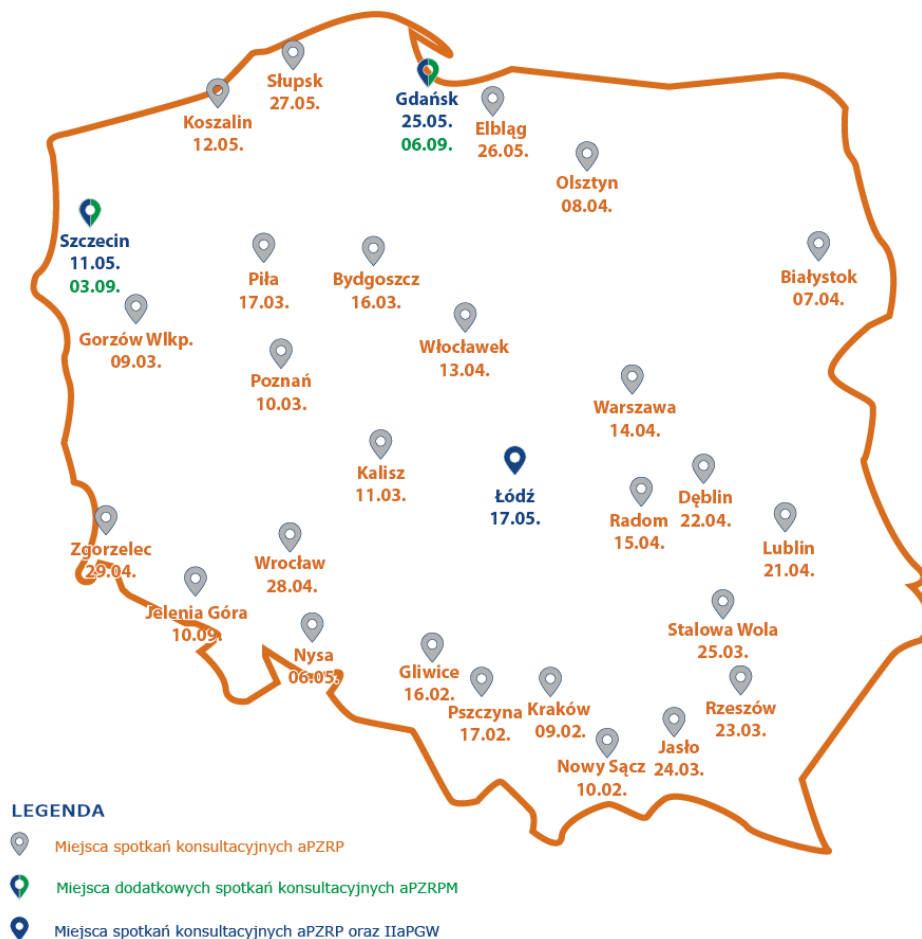 Słupsk
27.05.
Koszalin
12.05.
Gdańsk
25.05.
06.09.
Elbląg
26.05.
Olsztyn
08.04.
Szczecin
11.05.
03.09.
Piła
17.03.
Bydgoszcz
16.03.
Białystok
07.04.
Gorzów Wlkp.
09.03.
Włocławek
13.04.
Poznań
10.03.
Warszawa
14.04.
Kalisz
11.03.
Łódź
17.05.
Dęblin
22.04.
Radom
15.04.
Lublin
21.04.
Zgorzelec
29.04.
Wrocław
28.04.
Jelenia Góra
10.09.
Nysa
06.05.
Stalowa Wola
25.03.
Gliwice
16.02.
Pszczyna
17.02.
Kraków
09.02.
Rzeszów
23.03.
Jasło
24.03.
Nowy Sącz
10.02.
LEGENDA
Miejsca spotkań konsultacyjnych aPZRP
Miejsca dodatkowych spotkań konsultacyjnych aPZRPM
Miejsca spotkań konsultacyjnych aPZRP oraz IIaPGW